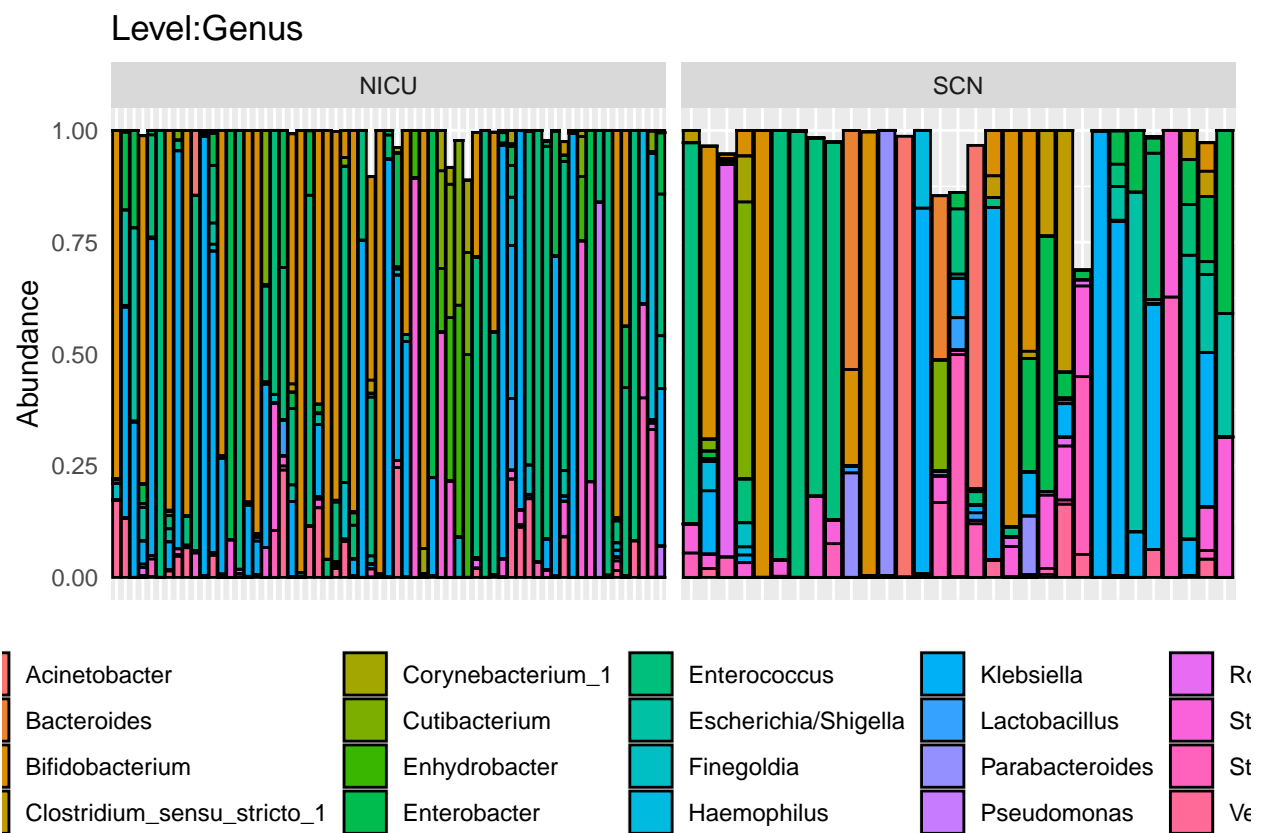 Level:Genus
NICU SCN
1.00
0.75
0.50
0.25
0.00
Abundance
Acinetobacter Corynebacterium_1 Enterococcus Klebsiella
Bacteroides Cutibacterium Escherichia/Shigella Lactobacillus
Bifidobacterium Enhydrobacter Finegoldia Parabacteroides
Clostridium_sensu_stricto_1 Enterobacter Haemophilus Pseudomonas